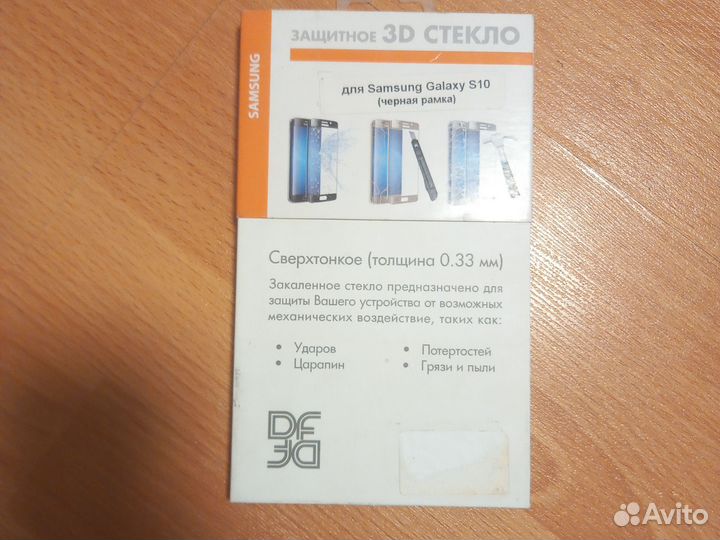 SAMSUNG
ЗАЩИТНОЕ 3D СТЕКЛО
для Samsung Galaxy S10
(черная рамка)
Сверхтонкое (толщина 0.33 мм)
Закаленное стекло предназначено для
защиты Вашего устройства от возможных
механических воздействие, таких как:
• Ударов
• Царапин
• Потертостей
• Грязи и пыли
DF
DF
Avito